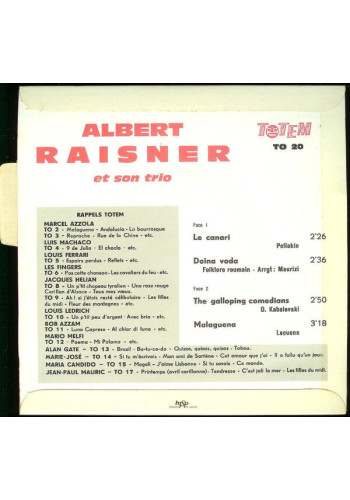 ALBERT
RAISNER
et son trio
TOTEM
TO 20
RAPPELS TOTEM
MARCEL AZZOLA
TO 2 - Malaguena - Andalucia - La bourrasque
TO 3 - Reproche - Rue de la Chine - etc.
LUIS MACHACO
TO 4 - 9 de Julio - El choclo - etc.
LOUIS FERRARI
TO 5 - Espoirs perdus - Reflets - etc.
LES FINGERS
TO 6 - Pas cette chanson - Les cavaliers du feu - etc.
JACQUES HELIAN
TO 8 - Un p'tit chapeau tyrolien - Una raze rouge
Carillon d'Alsace - Tous mes vœux.
TO 9 - Ah ! si j'étais resté célibataire - Les filles du
midi - Fleur des montagnes - etc.
LOUIS LEDRICH
TO 10 - Un p'tit peu d'argent - Avec brio - etc.
BOB AZZAM
TO 11 - Luna Caprese - Al chiar di luna - etc.
MARIO MELFI
TO 12 - Poema - Mi Paloma - etc.
ALAN GATE - TO 13 - Brasil - Ba-tu-ca-da - Quizas, quizas, quizas - Tabou.
MARIE-JOSÉ - TO 14 - Si tu m'écrivais - Mon ami de Sartène - Cet amour que j'ai - Il a fallu qu'un jour.
MARIA CANDIDO - TO 15 - Magali - J'aime Lisbonne - Si tu savais - Ce monde.
JEAN-PAUL MAURIC - TO 17 - Printemps (avril carillonne) - Tendresse - C'est joli la mer - Les filles du midi.
Face 1
Le canari 2'26
Poliakin
Doina voda 2'36
Folklore roumain - Arrgt : Maurizi
Face 2
The galloping comedians 2'50
D. Kabalevski
Malaguena 3'18
Lecuona